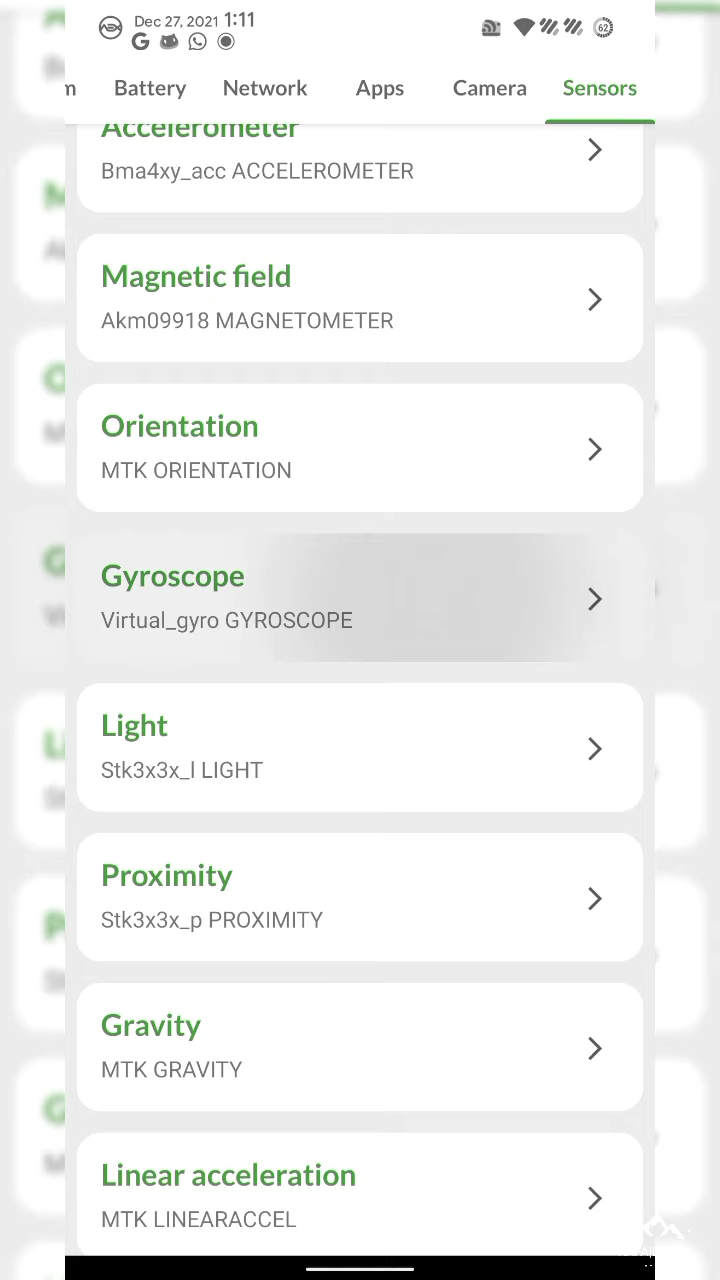 Dec 27, 2021 1:11
62
m Battery Network Apps Camera Sensors
Accelerometer
Bma4xy_acc ACCELEROMETER
Magnetic field
Akm09918 MAGNETOMETER
Orientation
MTK ORIENTATION
Gyroscope
Virtual_gyro GYROSCOPE
Light
Stk3x3x_l LIGHT
Proximity
Stk3x3x_p PROXIMITY
Gravity
MTK GRAVITY
Linear acceleration
MTK LINEARACCEL